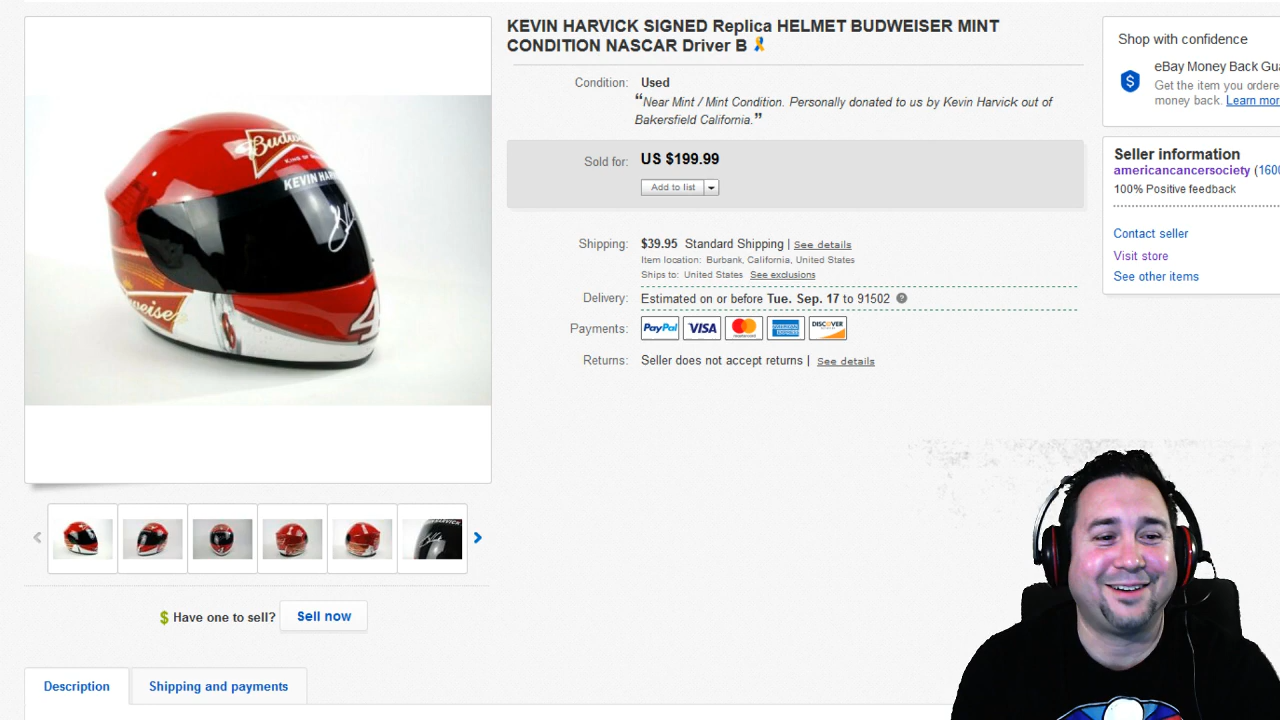 KEVIN HARVICK SIGNED Replica HELMET BUDWEISER MINT
CONDITION NASCAR Driver B
Condition: Used
“Near Mint / Mint Condition. Personally donated to us by Kevin Harvick out of
Bakersfield California.”
Sold for: US $199.99
Add to list
Shipping: $39.95 Standard Shipping | See details
Item location: Burbank, California, United States
Ships to: United States See exclusions
Delivery: Estimated on or before Tue. Sep. 17 to 91502
Payments: PayPal VISA mastercard AMERICAN EXPRESS DISCOVER
Returns: Seller does not accept returns | See details
Shop with confidence
eBay Money Back Gua
Get the item you ordere
money back. Learn mor
Seller information
americancancersociety (1600
100% Positive feedback
Contact seller
Visit store
See other items
KEVIN HAR
4
$ Have one to sell? Sell now
Description
Shipping and payments